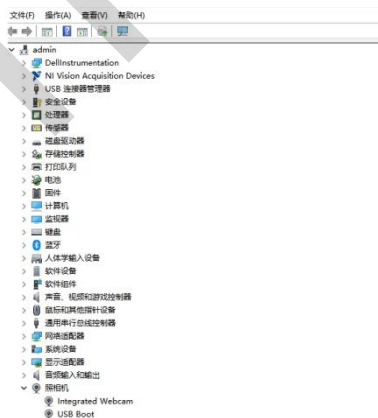 文件(F) 操作(A) 查看(V) 帮助(H)
admin
DellInstrumentation
NI Vision Acquisition Devices
USB 连接器管理器
安全设备
处理器
传感器
磁盘驱动器
存储控制器
打印队列
电池
固件
计算机
监视器
键盘
蓝牙
人体学输入设备
软件设备
软件组件
声音、视频和游戏控制器
鼠标和其他指针设备
通用串行总线控制器
网络适配器
系统设备
显示适配器
音频输入和输出
照相机
Integrated Webcam
USB Boot